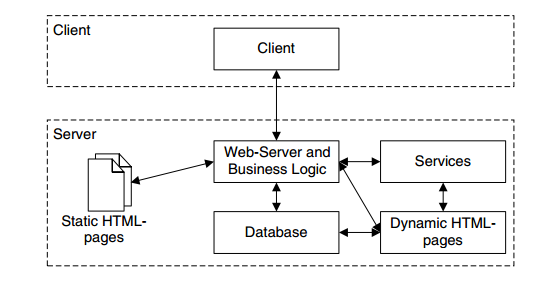 Client
Client
Server
Web-Server and
Business Logic
Services
Static HTML-
pages
Database
Dynamic HTML-
pages